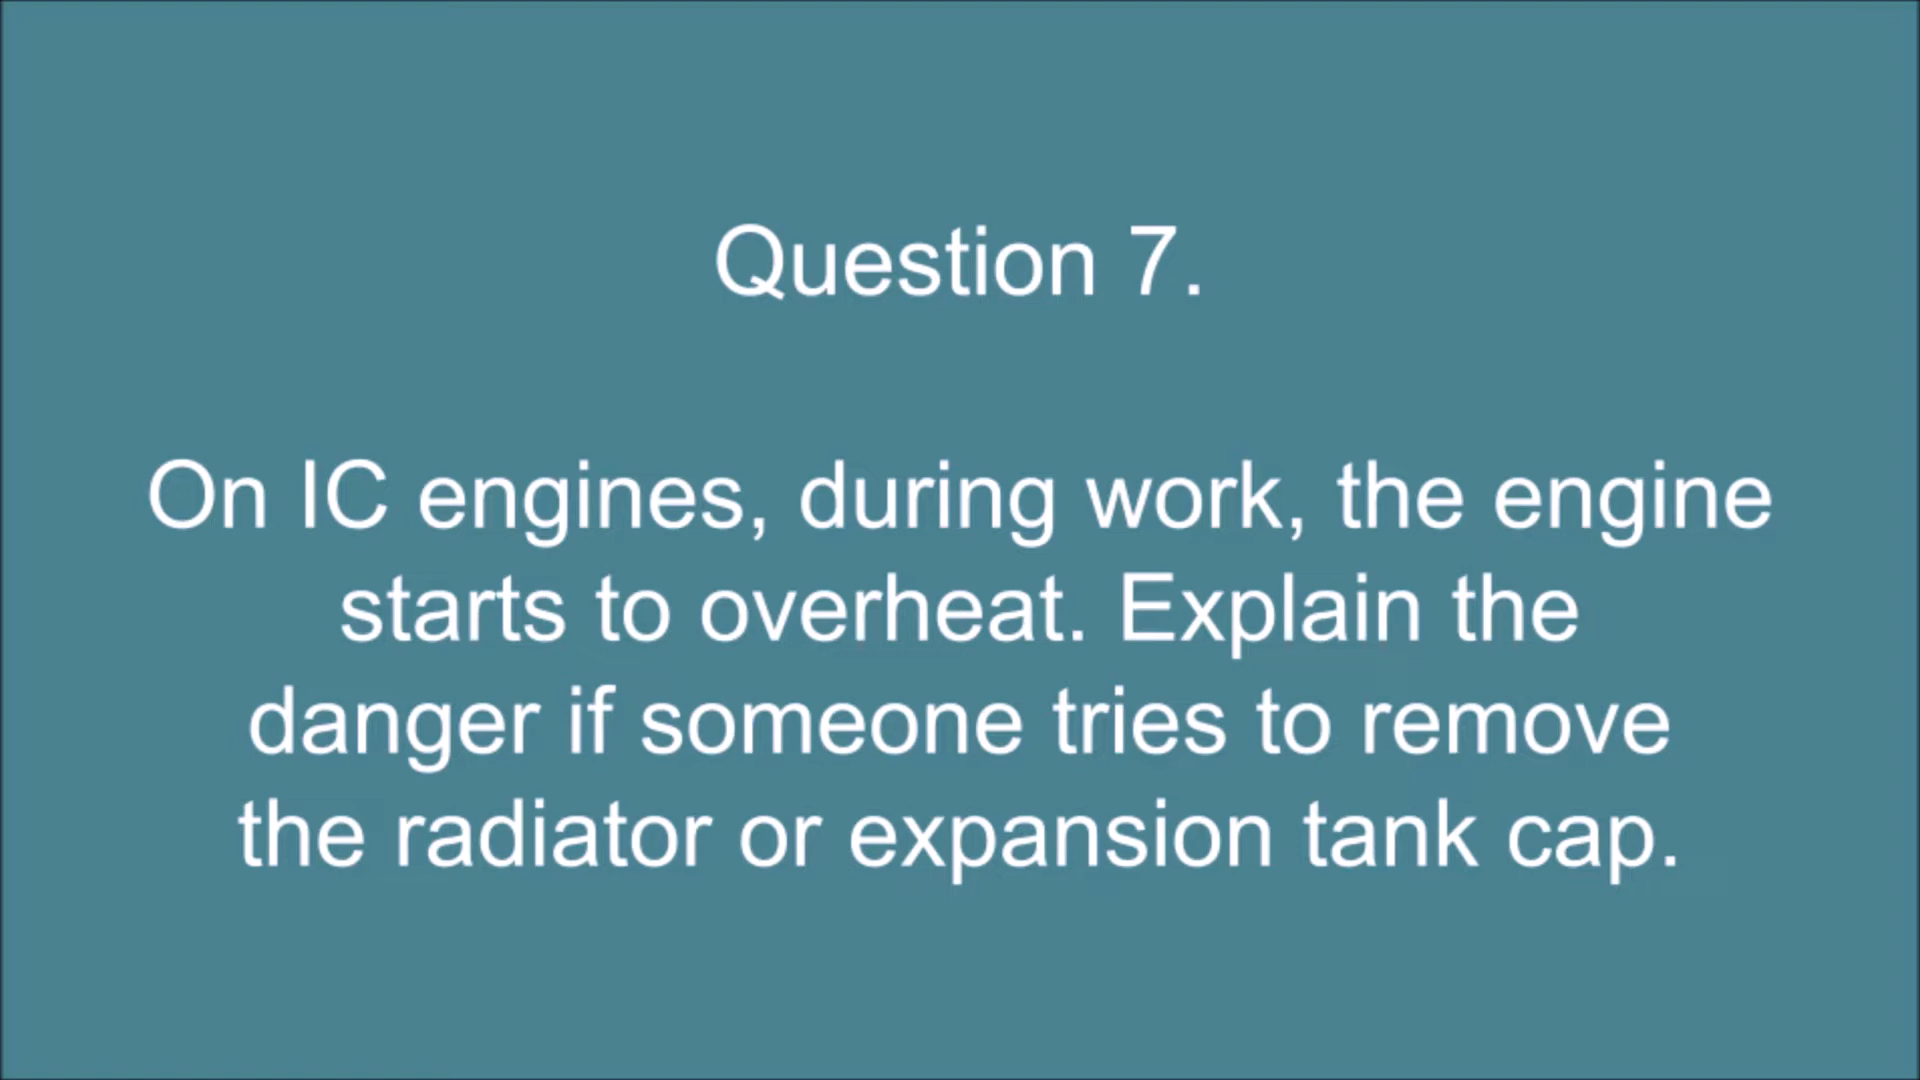 Question 7.
On IC engines, during work, the engine
starts to overheat. Explain the
danger if someone tries to remove
the radiator or expansion tank cap.